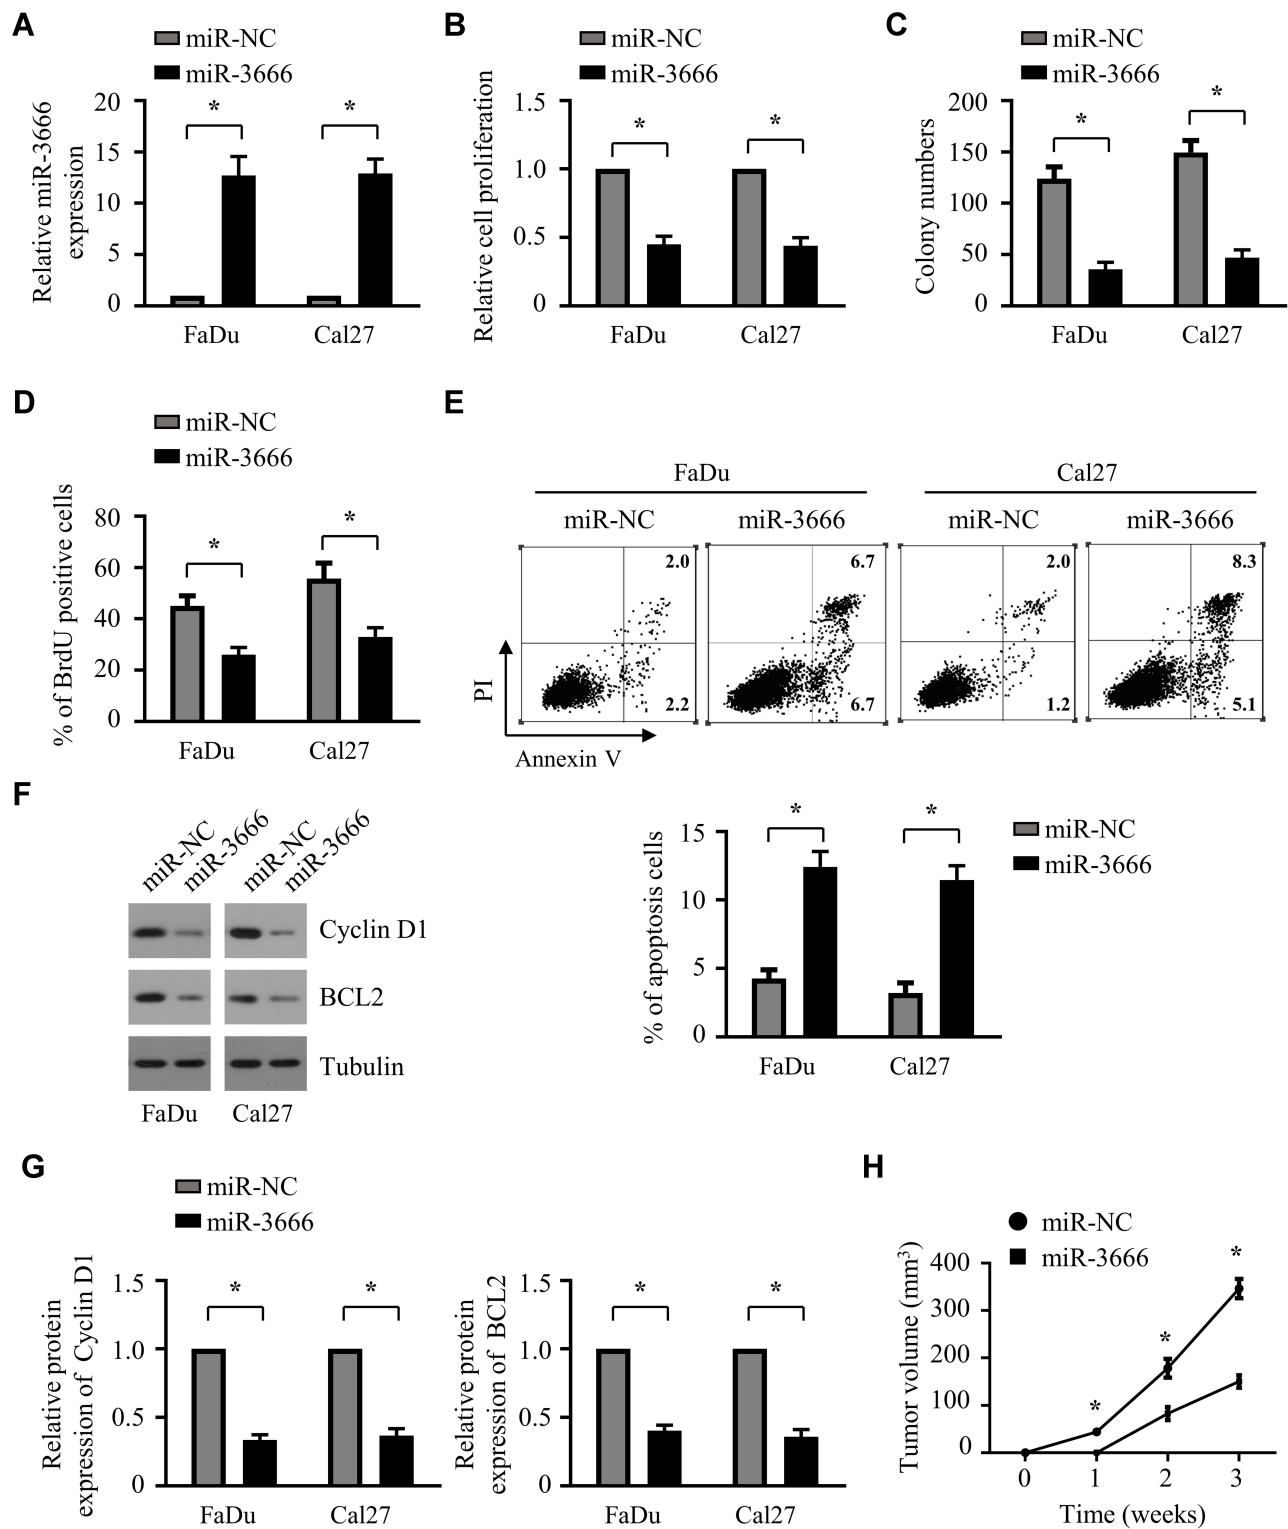 A
miR-NC
miR-3666
Relative miR-3666
expression
20
15
10
5
0
*
*
FaDu
Cal27
B
miR-NC
miR-3666
Relative cell proliferation
1.5
1.0
0.5
0
*
*
FaDu
Cal27
C
miR-NC
miR-3666
Colony numbers
200
150
100
50
0
*
*
FaDu
Cal27
D
miR-NC
miR-3666
% of BrdU positive cells
80
60
40
20
0
*
*
FaDu
Cal27
E
FaDu
Cal27
miR-NC
miR-3666
miR-NC
miR-3666
2.0
6.7
2.0
8.3
2.2
6.7
1.2
5.1
PI
Annexin V
miR-NC
miR-3666
% of apoptosis cells
15
10
5
0
*
*
FaDu
Cal27
F
miR-NC
miR-3666
miR-NC
miR-3666
Cyclin D1
BCL2
Tubulin
FaDu
Cal27
G
miR-NC
miR-3666
Relative protein
expression of Cyclin D1
1.5
1.0
0.5
0
*
*
FaDu
Cal27
Relative protein
expression of BCL2
1.5
1.0
0.5
0
*
*
FaDu
Cal27
H
miR-NC
miR-3666
Tumor volume (mm³)
400
300
200
100
0
*
*
*
0
1
2
3
Time (weeks)